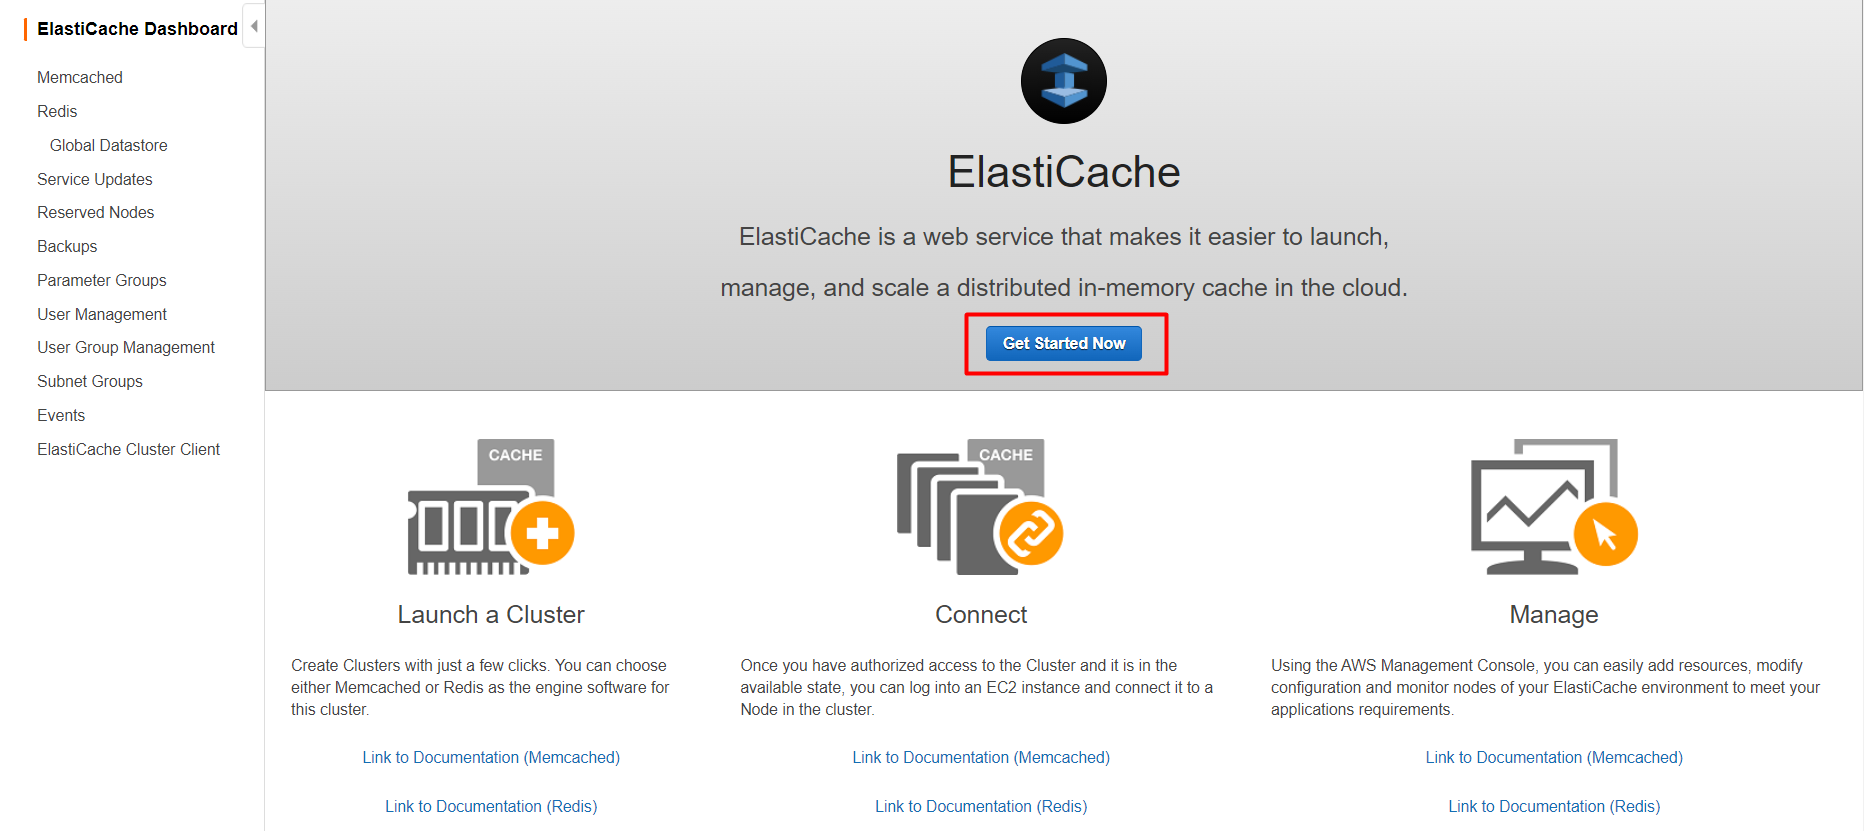 ElastiCache Dashboard
Memcached
Redis
Global Datastore
Service Updates
Reserved Nodes
Backups
Parameter Groups
User Management
User Group Management
Subnet Groups
Events
ElastiCache Cluster Client
ElastiCache
ElastiCache is a web service that makes it easier to launch,
manage, and scale a distributed in-memory cache in the cloud.
Get Started Now
CACHE
Launch a Cluster
Create Clusters with just a few clicks. You can choose
either Memcached or Redis as the engine software for
this cluster.
Link to Documentation (Memcached)
Link to Documentation (Redis)
CACHE
Connect
Once you have authorized access to the Cluster and it is in the
available state, you can log into an EC2 instance and connect it to a
Node in the cluster.
Link to Documentation (Memcached)
Link to Documentation (Redis)
Manage
Using the AWS Management Console, you can easily add resources, modify
configuration and monitor nodes of your ElastiCache environment to meet your
applications requirements.
Link to Documentation (Memcached)
Link to Documentation (Redis)